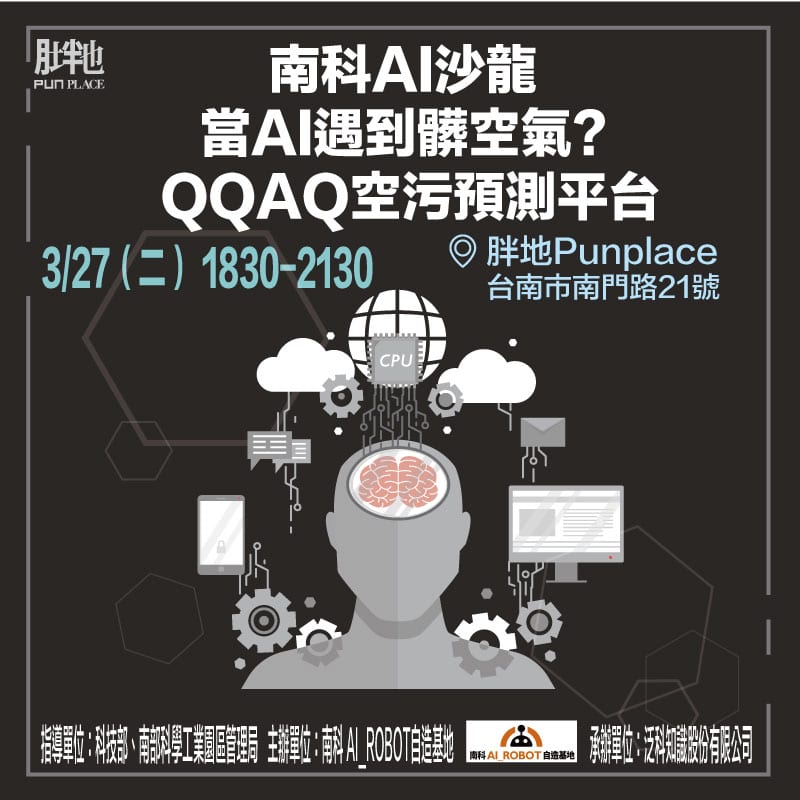 胖地
PUN PLACE
南科AI沙龍
當AI遇到髒空氣?
QQAQ空污預測平台
3/27 (二) 1830-2130
胖地Punplace
台南市南門路21號
CPU
指導單位：科技部、南部科學工業園區管理局 主辦單位：南科 AI_ROBOT自造基地 南科 AI_ROBOT 自造基地 承辦單位：泛科知識股份有限公司